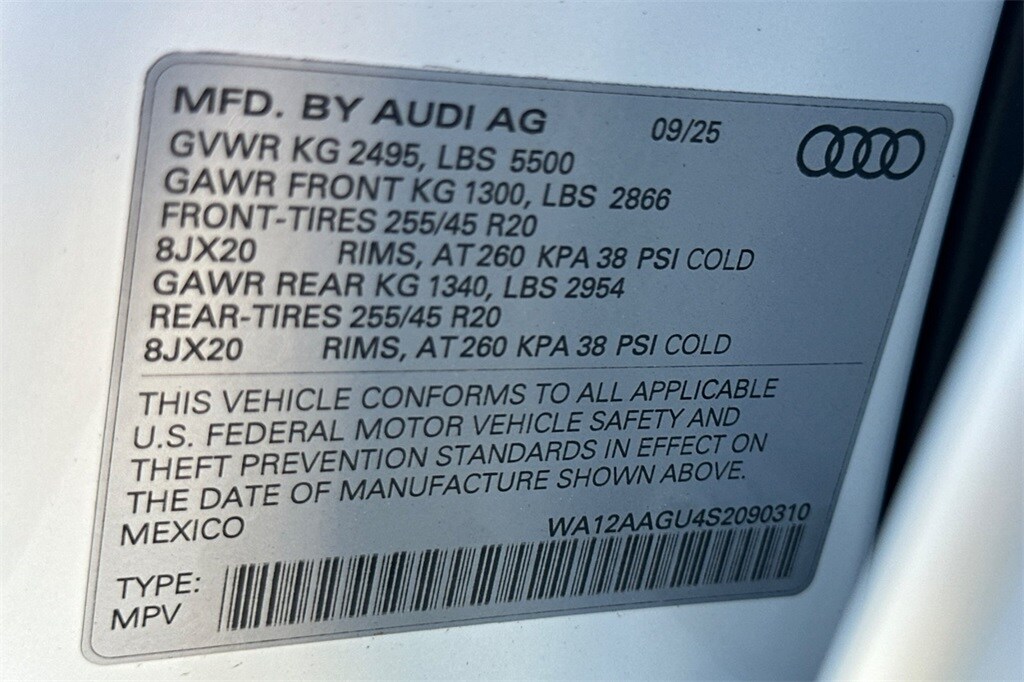 MFD. BY AUDI AG 09/25
GVWR KG 2495, LBS 5500
GAWR FRONT KG 1300, LBS 2866
FRONT-TIRES 255/45 R20
8JX20 RIMS, AT 260 KPA 38 PSI COLD
GAWR REAR KG 1340, LBS 2954
REAR-TIRES 255/45 R20
8JX20 RIMS, AT 260 KPA 38 PSI COLD
THIS VEHICLE CONFORMS TO ALL APPLICABLE
U.S. FEDERAL MOTOR VEHICLE SAFETY AND
THEFT PREVENTION STANDARDS IN EFFECT ON
THE DATE OF MANUFACTURE SHOWN ABOVE.
MEXICO WA12AAGU4S2090310
TYPE:
MPV